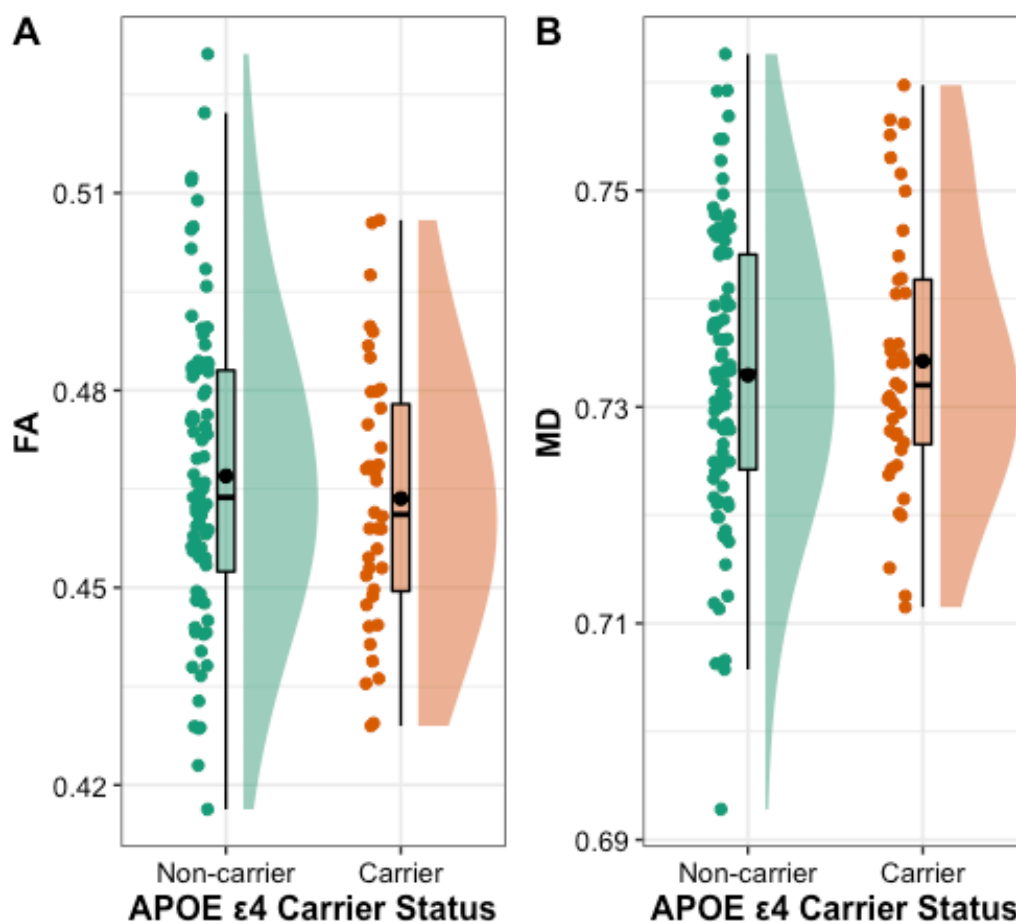 A
FA
0.51
0.48
0.45
0.42
Non-carrier Carrier
APOE ε4 Carrier Status
B
MD
0.75
0.73
0.71
0.69
Non-carrier Carrier
APOE ε4 Carrier Status